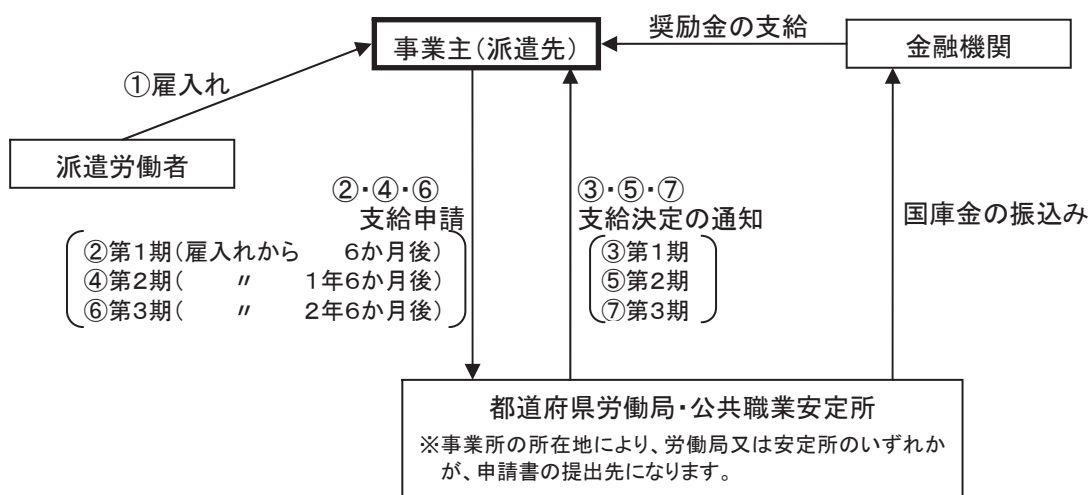 奨励金の支給
事業主(派遣先)
金融機関
①雇入れ
派遣労働者
②・④・⑥
支給申請
②第1期(雇入れから 6か月後)
④第2期( 〃 1年6か月後)
⑥第3期( 〃 2年6か月後)
③・⑤・⑦
支給決定の通知
③第1期
⑤第2期
⑦第3期
国庫金の振込み
都道府県労働局・公共職業安定所
※事業所の所在地により、労働局又は安定所のいずれか
が、申請書の提出先になります。